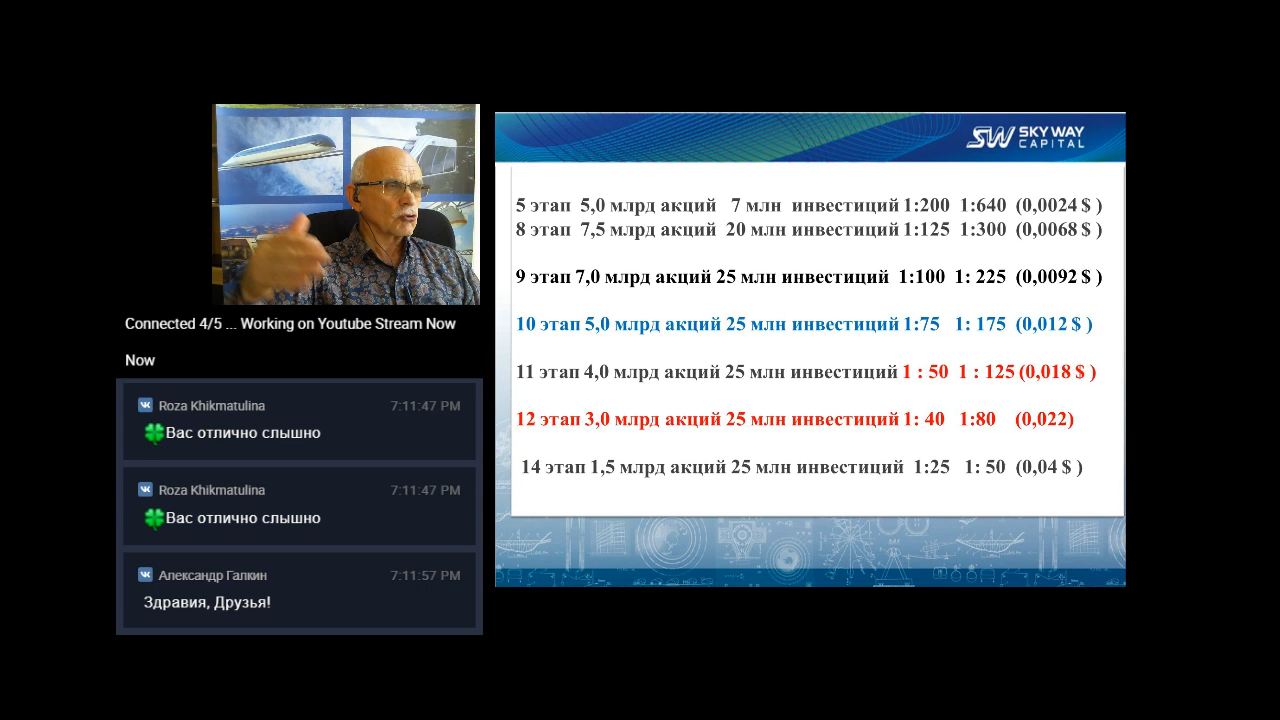 SW SKY WAY
CAPITAL
5 этап 5,0 млрд акций 7 млн инвестиций 1:200 1:640 (0,0024 $ )
8 этап 7,5 млрд акций 20 млн инвестиций 1:125 1:300 (0,0068 $ )
9 этап 7,0 млрд акций 25 млн инвестиций 1:100 1: 225 (0,0092 $ )
10 этап 5,0 млрд акций 25 млн инвестиций 1:75 1: 175 (0,012 $ )
11 этап 4,0 млрд акций 25 млн инвестиций 1 : 50 1 : 125 (0,018 $ )
12 этап 3,0 млрд акций 25 млн инвестиций 1: 40 1:80 (0,022)
14 этап 1,5 млрд акций 25 млн инвестиций 1:25 1: 50 (0,04 $ )
Connected 4/5 ... Working on Youtube Stream Now
Now
Roza Khikmatulina 7:11:47 PM
🍀Вас отлично слышно
Roza Khikmatulina 7:11:47 PM
🍀Вас отлично слышно
Александр Галкин 7:11:57 PM
Здравия, Друзья!